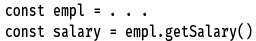 const empl = . . .
const salary = empl.getSalary()